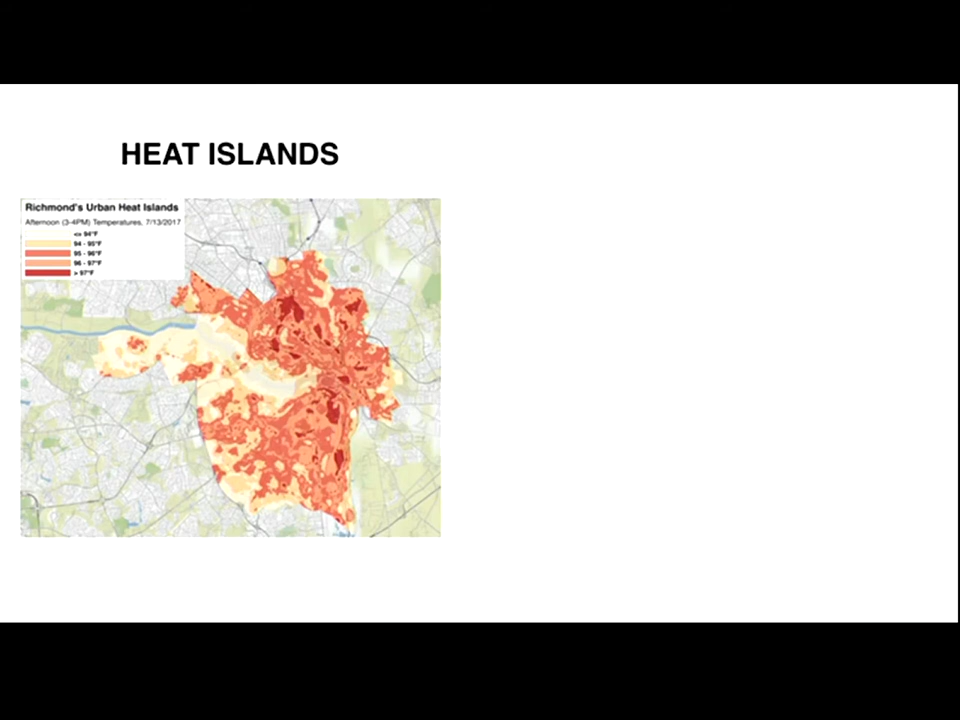 HEAT ISLANDS
Richmond's Urban Heat Islands
Afternoon (3-4PM) Temperatures, 7/13/2017
<= 94°F
94 - 95°F
95 - 96°F
96 - 97°F
> 97°F